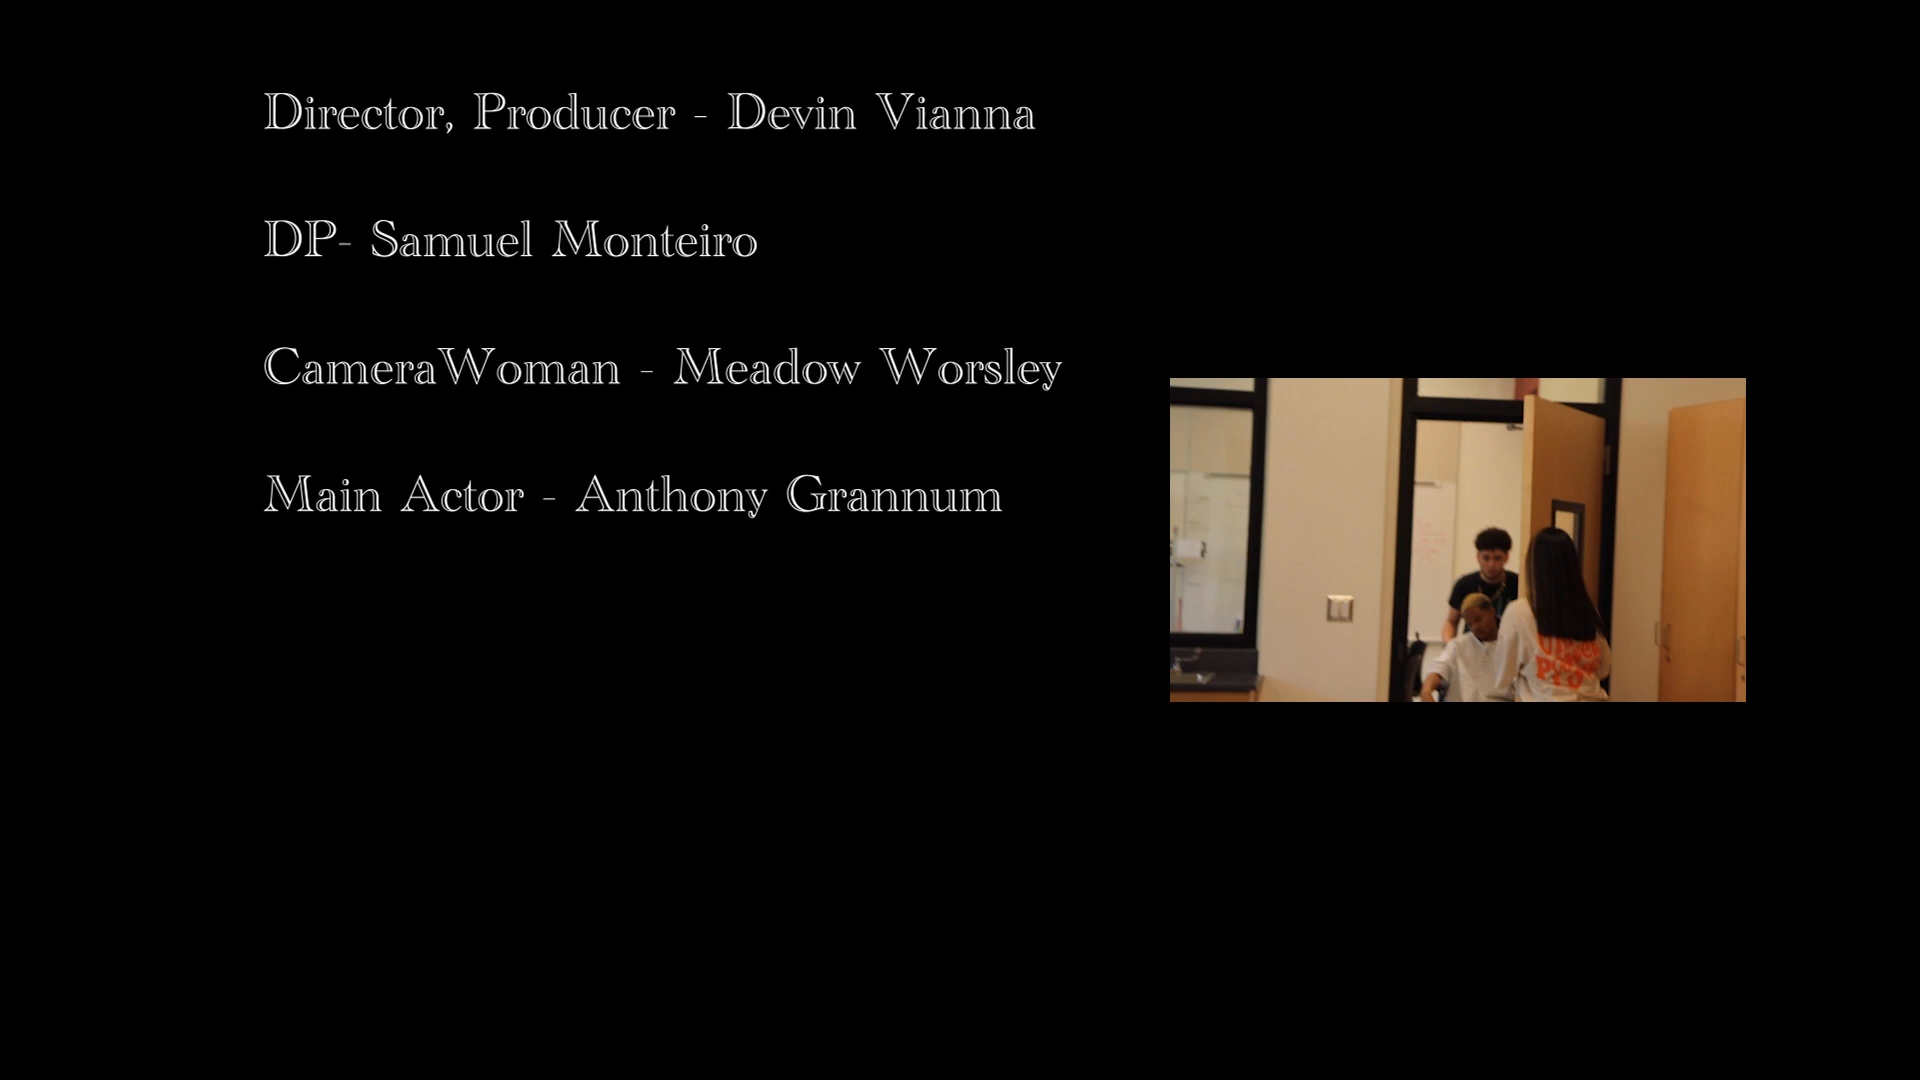 Director, Producer - Devin Vianna
DP- Samuel Monteiro
CameraWoman - Meadow Worsley
Main Actor - Anthony Grannum